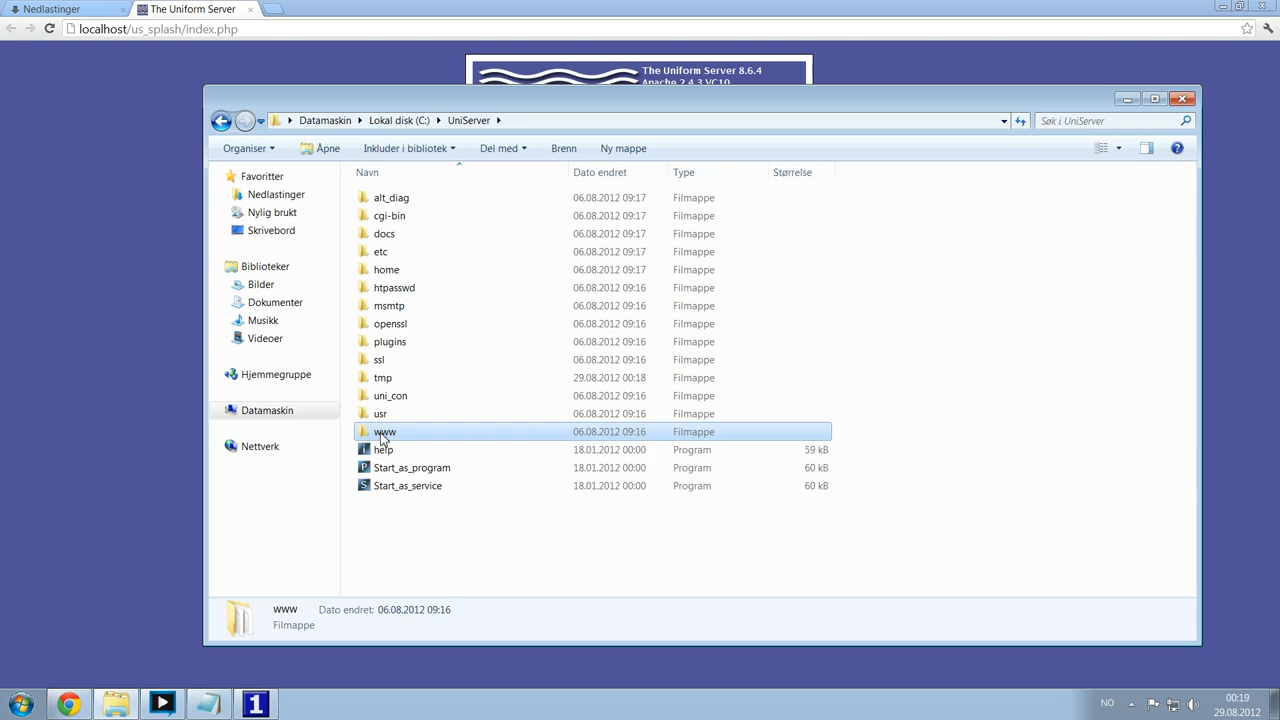 Nedlastinger
The Uniform Server
localhost/us_splash/index.php
The Uniform Server 8.6.4
Apache 2.4.3 VC10
Datamaskin
Lokal disk (C:)
UniServer
Søk i UniServer
Organiser
Åpne
Inkluder i bibliotek
Del med
Brenn
Ny mappe
Navn
Dato endret
Type
Størrelse
Favoritter
Nedlastinger
Nylig brukt
Skrivebord
Biblioteker
Bilder
Dokumenter
Musikk
Videoer
Hjemmegruppe
Datamaskin
Nettverk
alt_diag 06.08.2012 09:17 Filmappe
cgi-bin 06.08.2012 09:17 Filmappe
docs 06.08.2012 09:17 Filmappe
etc 06.08.2012 09:17 Filmappe
home 06.08.2012 09:17 Filmappe
htpasswd 06.08.2012 09:16 Filmappe
msmtp 06.08.2012 09:16 Filmappe
openssl 06.08.2012 09:16 Filmappe
plugins 06.08.2012 09:16 Filmappe
ssl 06.08.2012 09:16 Filmappe
tmp 29.08.2012 00:18 Filmappe
uni_con 06.08.2012 09:16 Filmappe
usr 06.08.2012 09:16 Filmappe
www 06.08.2012 09:16 Filmappe
help 18.01.2012 00:00 Program 59 kB
Start_as_program 18.01.2012 00:00 Program 60 kB
Start_as_service 18.01.2012 00:00 Program 60 kB
www Dato endret: 06.08.2012 09:16
Filmappe
1
NO
00:19
29.08.2012